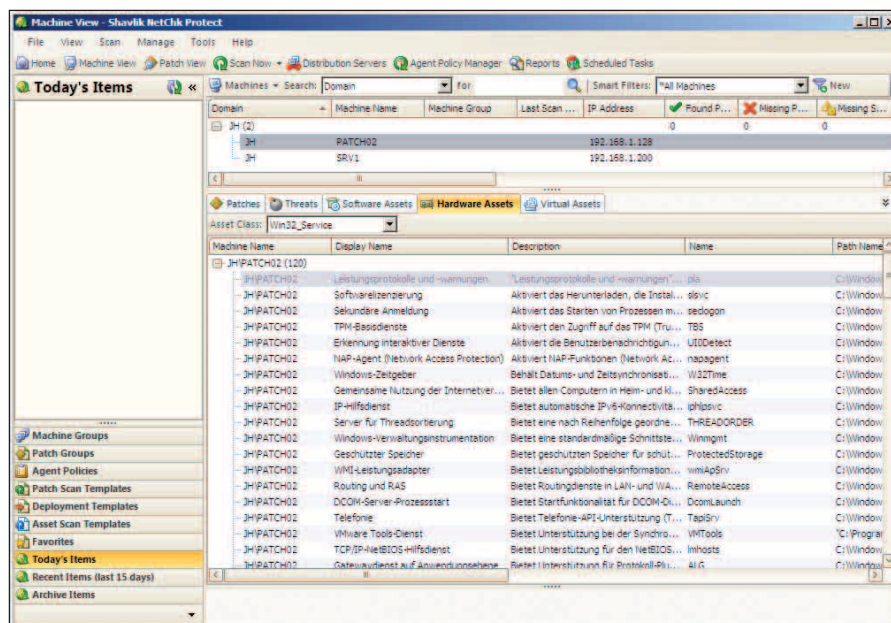 Machine View - Shavlik NetChk Protect
File View Scan Manage Tools Help
Home Machine View Patch View Scan Now Distribution Servers Agent Policy Manager Reports Scheduled Tasks
Today's Items «
Machines Search: Domain for Smart Filters: *All Machines New
Domain Machine Name Machine Group Last Scan ... IP Address Found P... Missing P... Missing S...
JH (2) 0 0 0
JH PATCH02 192.168.1.128
JH SRV1 192.168.1.200
Patches Threats Software Assets Hardware Assets Virtual Assets
Asset Class: Win32_Service
Machine Name Display Name Description Name Path Name
JH\PATCH02 (120)
JH\PATCH02 Leistungsprotokolle und -warnungen "Leistungsprotokolle und -warnungen"... pla C:\Window
JH\PATCH02 Softwarelizenzierung Aktiviert das Herunterladen, die Instal... slsvc C:\Window
JH\PATCH02 Sekundäre Anmeldung Aktiviert das Starten von Prozessen m... seclogon C:\Window
JH\PATCH02 TPM-Basisdienste Aktiviert den Zugriff auf das TPM (Tru... TBS C:\Window
JH\PATCH02 Erkennung interaktiver Dienste Aktiviert die Benutzerbenachrichtigun... UI0Detect C:\Window
JH\PATCH02 NAP-Agent (Network Access Protection) Aktiviert NAP-Funktionen (Network Ac... napagent C:\Window
JH\PATCH02 Windows-Zeitgeber Behält Datums- und Zeitsynchronisati... W32Time C:\Window
JH\PATCH02 Gemeinsame Nutzung der Internetver... Bietet allen Computern in Heim- und kl... SharedAccess C:\Window
JH\PATCH02 IP-Hilfsdienst Bietet automatische IPv6-Konnectivitä... iphlpsvc C:\Window
JH\PATCH02 Server für Threadsortierung Bietet eine nach Reihenfolge geordne... THREADORDER C:\Window
JH\PATCH02 Windows-Verwaltungsinstrumentation Bietet eine standardmäßige Schnittste... Winmgmt C:\Window
JH\PATCH02 Geschützter Speicher Bietet geschützten Speicher für schüt... ProtectedStorage C:\Window
JH\PATCH02 WMI-Leistungsadapter Bietet Leistungsbibliotheksinformation... wmiApSrv C:\Window
JH\PATCH02 Routing und RAS Bietet Routingdienste in LAN- und WA... RemoteAccess C:\Window
JH\PATCH02 DCOM-Server-Prozessstart Bietet Startfunktionalität für DCOM-Di... DcomLaunch C:\Window
JH\PATCH02 Telefonie Bietet Telefonie-API-Unterstützung (T... TapiSrv C:\Window
JH\PATCH02 VMware Tools-Dienst Bietet Unterstützung bei der Synchro... VMTools "C:\Progra
JH\PATCH02 TCP/IP-NetBIOS-Hilfsdienst Bietet Unterstützung für den NetBIOS... lmhosts C:\Window
JH\PATCH02 Gatewaydienst auf Anwendungsebene Bietet Unterstützung für Protokoll-Plu... ALG C:\Window
Machine Groups
Patch Groups
Agent Policies
Patch Scan Templates
Deployment Templates
Asset Scan Templates
Favorites
Today's Items
Recent Items (last 15 days)
Archive Items